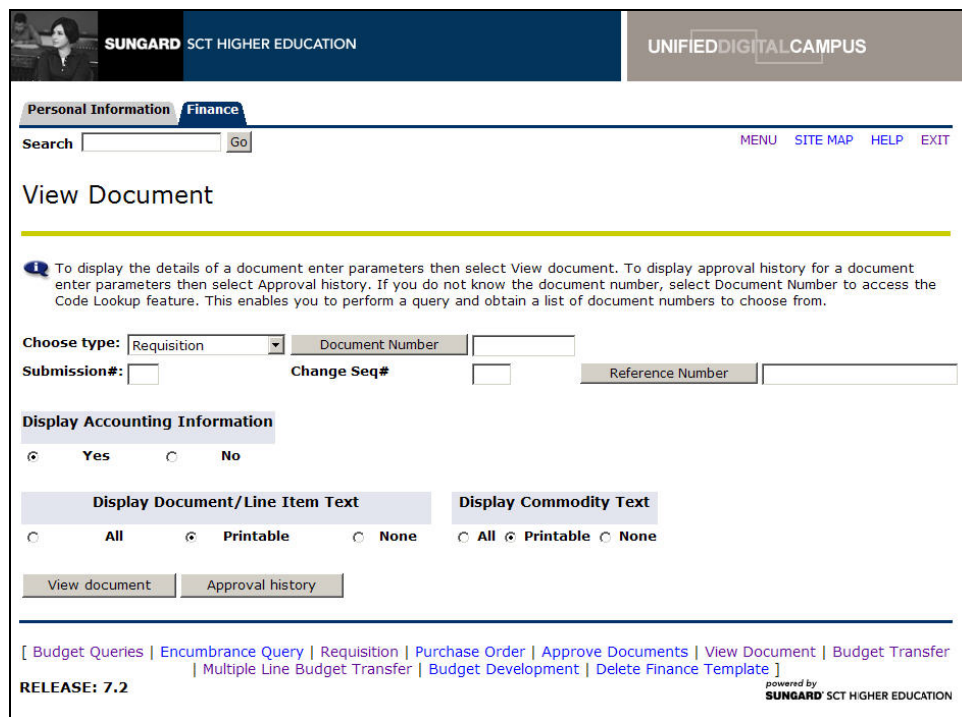 SUNGARD SCT HIGHER EDUCATION
UNIFIEDDIGITALCAMPUS
Personal Information Finance
Search Go MENU SITE MAP HELP EXIT
View Document
To display the details of a document enter parameters then select View document. To display approval history for a document
enter parameters then select Approval history. If you do not know the document number, select Document Number to access the
Code Lookup feature. This enables you to perform a query and obtain a list of document numbers to choose from.
Choose type: Requisition Document Number
Submission#: Change Seq# Reference Number
Display Accounting Information
Yes No
Display Document/Line Item Text Display Commodity Text
All Printable None All Printable None
View document Approval history
[ Budget Queries | Encumbrance Query | Requisition | Purchase Order | Approve Documents | View Document | Budget Transfer
| Multiple Line Budget Transfer | Budget Development | Delete Finance Template ]
RELEASE: 7.2
powered by
SUNGARD' SCT HIGHER EDUCATION